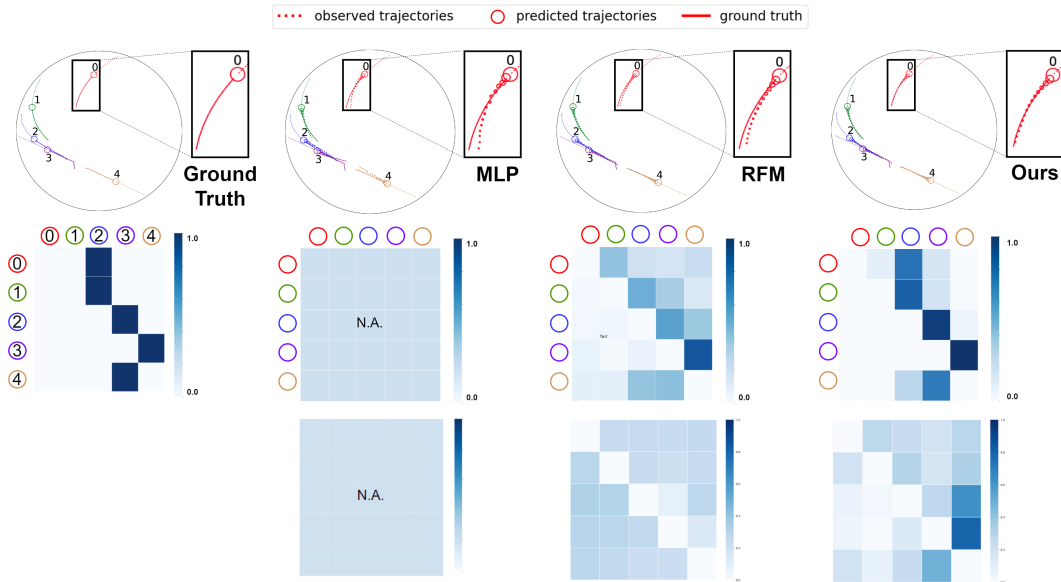 observed trajectories predicted trajectories ground truth
0 0 0 0 0 0 0 0
1 1 1 1
2 2 2 2
3 3 3 3
4 4 4 4
Ground Truth MLP RFM Ours
0 1 2 3 4
1.0 1.0 1.0 1.0
0
1
2
3
4
N.A.
0.0 0.0 0.0 0.0
N.A.